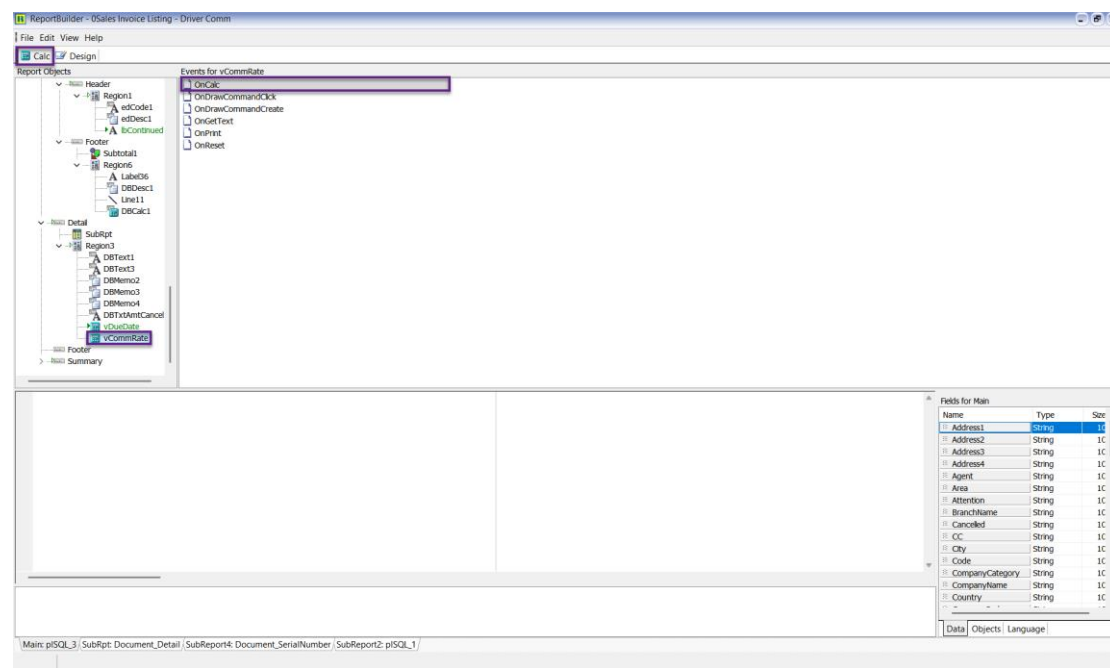 ReportBuilder - 0Sales Invoice Listing - Driver Comm
File Edit View Help
Calc Design
Report Objects
Header
Region1
edCode1
edDesc1
lbContinued
Footer
Subtotal1
Region6
Label36
DBDesc1
Line11
DBCalc1
Detail
SubRpt
Region3
DBText1
DBText3
DBMemo2
DBMemo3
DBMemo4
DBTxtAmtCancel
vDueDate
vCommRate
Footer
Summary
Events for vCommRate
OnCalc
OnDrawCommandClick
OnDrawCommandCreate
OnGetText
OnPrint
OnReset
Fields for Main
Name Type Size
Address1 String
Address2 String
Address3 String
Address4 String
Agent String
Area String
Attention String
BranchName String
Cancelled String
CC String
City String
Code String
CompanyCategory String
CompanyName String
Country String
Data Objects Language
Main: plSQL_3 SubRpt: Document_Detail SubReport4: Document_SerialNumber SubReport2: plSQL_1